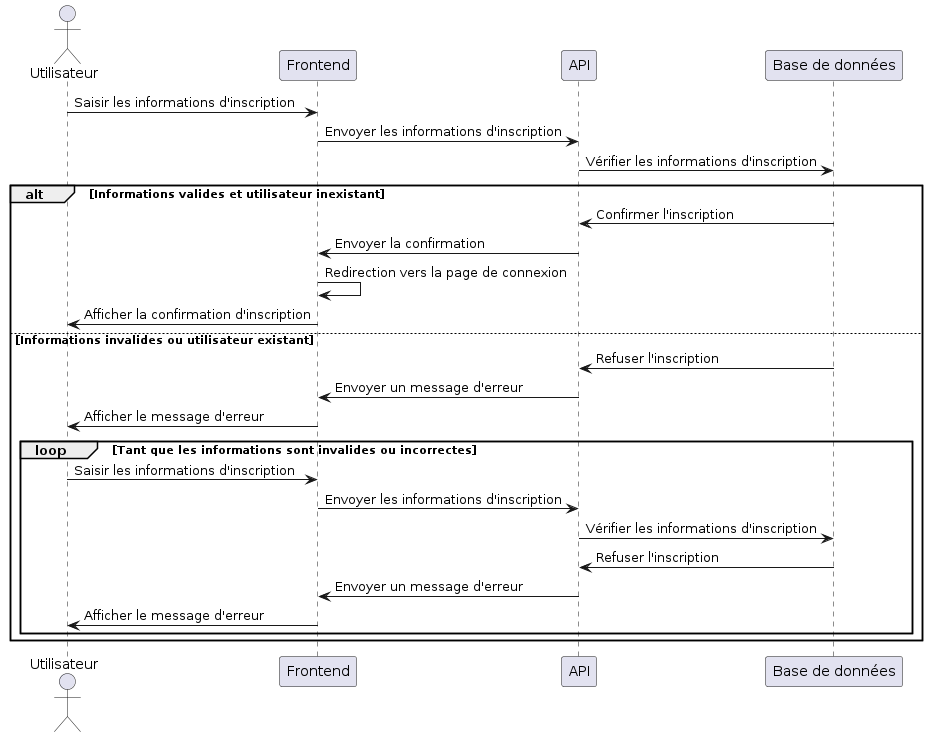 Utilisateur
Frontend
API
Base de données
Saisir les informations d'inscription
Envoyer les informations d'inscription
Vérifier les informations d'inscription
alt
[Informations valides et utilisateur inexistant]
Confirmer l'inscription
Envoyer la confirmation
Redirection vers la page de connexion
Afficher la confirmation d'inscription
[Informations invalides ou utilisateur existant]
Refuser l'inscription
Envoyer un message d'erreur
Afficher le message d'erreur
loop
[Tant que les informations sont invalides ou incorrectes]
Saisir les informations d'inscription
Envoyer les informations d'inscription
Vérifier les informations d'inscription
Refuser l'inscription
Envoyer un message d'erreur
Afficher le message d'erreur
Utilisateur
Frontend
API
Base de données